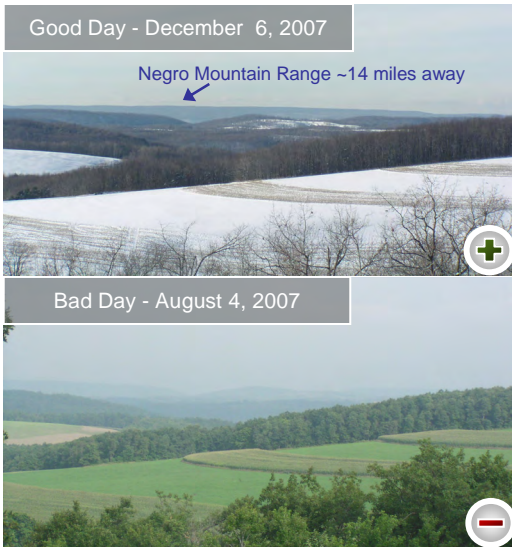 Good Day - December 6, 2007
Negro Mountain Range ~14 miles away
Bad Day - August 4, 2007